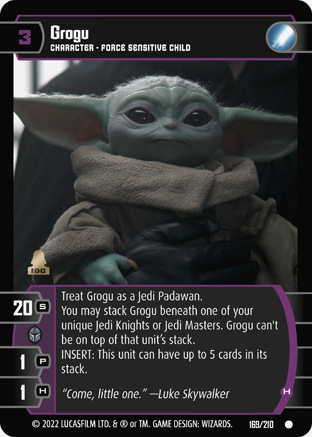 3
Grogu
CHARACTER - FORCE SENSITIVE CHILD
20 S
1 P
1 H
Treat Grogu as a Jedi Padawan.
You may stack Grogu beneath one of your
unique Jedi Knights or Jedi Masters. Grogu can't
be on top of that unit's stack.
INSERT: This unit can have up to 5 cards in its
stack.
“Come, little one.” —Luke Skywalker
H
© 2022 LUCASFILM LTD. & ® or TM. GAME DESIGN: WIZARDS. 169/210